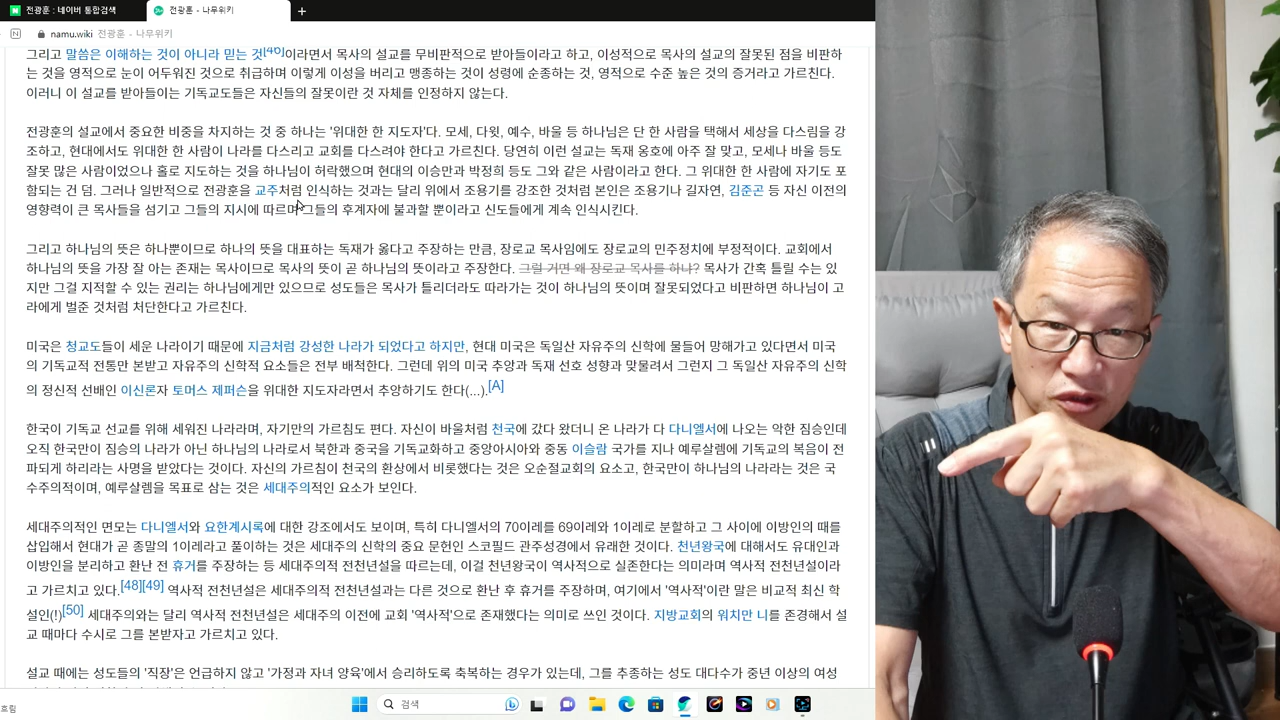 전광훈 : 네이버 통합검색
전광훈 - 나무위키
namu.wiki 전광훈 - 나무위키
그리고 말씀은 이해하는 것이 아니라 믿는 것[46]이라면서 목사의 설교를 무비판적으로 받아들이라고 하고, 이성적으로 목사의 설교의 잘못된 점을 비판하
는 것을 영적으로 눈이 어두워진 것으로 취급하며 이렇게 이성을 버리고 맹종하는 것이 성령에 순종하는 것, 영적으로 수준 높은 것의 증거라고 가르친다.
이러니 이 설교를 받아들이는 기독교도들은 자신들의 잘못이란 것 자체를 인정하지 않는다.
전광훈의 설교에서 중요한 비중을 차지하는 것 중 하나는 '위대한 한 지도자'다. 모세, 다윗, 예수, 바울 등 하나님은 단 한 사람을 택해서 세상을 다스림을 강
조하고, 현대에서도 위대한 한 사람이 나라를 다스리고 교회를 다스려야 한다고 가르친다. 당연히 이런 설교는 독재 옹호에 아주 잘 맞고, 모세나 바울 등도
잘못 많은 사람이었으나 홀로 지도하는 것을 하나님이 허락했으며 현대의 이승만과 박정희 등도 그와 같은 사람이라고 한다. 그 위대한 한 사람에 자기도 포
함되는 건 덤. 그러나 일반적으로 전광훈을 교주처럼 인식하는 것과는 달리 위에서 조용기를 강조한 것처럼 본인은 조용기나 길자연, 김준곤 등 자신 이전의
영향력이 큰 목사들을 섬기고 그들의 지시에 따르며 그들의 후계자에 불과할 뿐이라고 신도들에게 계속 인식시킨다.
그리고 하나님의 뜻은 하나뿐이므로 하나의 뜻을 대표하는 독재가 옳다고 주장하는 만큼, 장로교 목사임에도 장로교의 민주정치에 부정적이다. 교회에서
하나님의 뜻을 가장 잘 아는 존재는 목사이므로 목사의 뜻이 곧 하나님의 뜻이라고 주장한다. 그럴 거면 왜 장로교 목사를 하냐? 목사가 간혹 틀릴 수는 있
지만 그걸 지적할 수 있는 권리는 하나님에게만 있으므로 성도들은 목사가 틀리더라도 따라가는 것이 하나님의 뜻이며 잘못되었다고 비판하면 하나님이 고
라에게 벌준 것처럼 처단한다고 가르친다.
미국은 청교도들이 세운 나라이기 때문에 지금처럼 강성한 나라가 되었다고 하지만, 현대 미국은 독일산 자유주의 신학에 물들어 망해가고 있다면서 미국
의 기독교적 전통만 본받고 자유주의 신학적 요소들은 전부 배척한다. 그런데 위의 미국 추앙과 독재 선호 성향과 맞물려서 그런지 그 독일산 자유주의 신학
의 정신적 선배인 이신론자 토머스 제퍼슨을 위대한 지도자라면서 추앙하기도 한다(...).[A]
한국이 기독교 선교를 위해 세워진 나라라며, 자기만의 가르침도 편다. 자신이 바울처럼 천국에 갔다 왔더니 온 나라가 다 다니엘서에 나오는 악한 짐승인데
오직 한국만이 짐승의 나라가 아닌 하나님의 나라로서 북한과 중국을 기독교화하고 중앙아시아와 중동 이슬람 국가를 지나 예루살렘에 기독교의 복음이 전
파되게 하리라는 사명을 받았다는 것이다. 자신의 가르침이 천국의 환상에서 비롯했다는 것은 오순절교회의 요소고, 한국만이 하나님의 나라라는 것은 국
수주의적이며, 예루살렘을 목표로 삼는 것은 세대주의적인 요소가 보인다.
세대주의적인 면모는 다니엘서와 요한계시록에 대한 강조에서도 보이며, 특히 다니엘서의 70이레를 69이레와 1이레로 분할하고 그 사이에 이방인의 때를
삽입해서 현대가 곧 종말의 1이레라고 풀이하는 것은 세대주의 신학의 중요 문헌인 스코필드 관주성경에서 유래한 것이다. 천년왕국에 대해서도 유대인과
이방인을 분리하고 환난 전 휴거를 주장하는 등 세대주의적 전천년설을 따르는데, 이걸 천년왕국이 역사적으로 실존한다는 의미라며 역사적 전천년설이라
고 가르치고 있다.[48][49] 역사적 전천년설은 세대주의적 전천년설과는 다른 것으로 환난 후 휴거를 주장하며, 여기에서 '역사적'이란 말은 비교적 최신 학
설인(!)[50] 세대주의와는 달리 역사적 전천년설은 세대주의 이전에 교회 '역사적'으로 존재했다는 의미로 쓰인 것이다. 지방교회의 워치만 니를 존경해서 설
교 때마다 수시로 그를 본받자고 가르치고 있다.
설교 때에는 성도들의 '직장'은 언급하지 않고 '가정과 자녀 양육'에서 승리하도록 축복하는 경우가 있는데, 그를 추종하는 성도 대다수가 중년 이상의 여성
흐림
검색